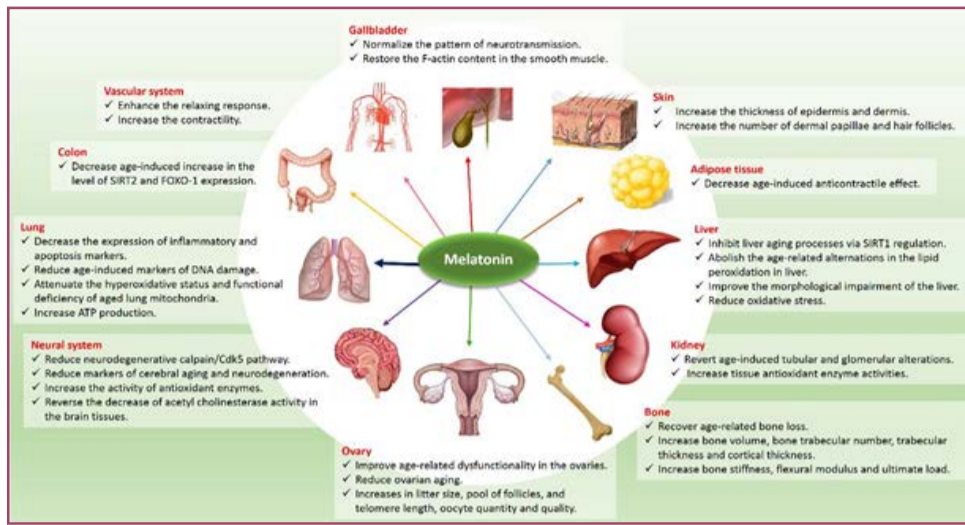 Gallbladder
✓ Normalize the pattern of neurotransmission.
✓ Restore the F-actin content in the smooth muscle.
Vascular system
✓ Enhance the relaxing response.
✓ Increase the contractility.
Skin
✓ Increase the thickness of epidermis and dermis.
✓ Increase the number of dermal papillae and hair follicles.
Colon
✓ Decrease age-induced increase in the
level of SIRT2 and FOXO-1 expression.
Adipose tissue
✓ Decrease age-induced anticontractile effect.
Lung
✓ Decrease the expression of inflammatory and
apoptosis markers.
✓ Reduce age-induced markers of DNA damage.
✓ Attenuate the hyperoxidative status and functional
deficiency of aged lung mitochondria.
✓ Increase ATP production.
Melatonin
Liver
✓ Inhibit liver aging processes via SIRT1 regulation.
✓ Abolish the age-related alternations in the lipid
peroxidation in liver.
✓ Improve the morphological impairment of the liver.
✓ Reduce oxidative stress.
Neural system
✓ Reduce neurodegenerative calpain/Cdk5 pathway.
✓ Reduce markers of cerebral aging and neurodegeneration.
✓ Increase the activity of antioxidant enzymes.
✓ Reverse the decrease of acetyl cholinesterase activity in
the brain tissues.
Kidney
✓ Revert age-induced tubular and glomerular alterations.
✓ Increase tissue antioxidant enzyme activities.
Bone
✓ Recover age-related bone loss.
✓ Increase bone volume, bone trabecular number, trabecular
thickness and cortical thickness.
✓ Increase bone stiffness, flexural modulus and ultimate load.
Ovary
✓ Improve age-related dysfunctionality in the ovaries.
✓ Reduce ovarian aging.
✓ Increases in litter size, pool of follicles, and
telomere length, oocyte quantity and quality.